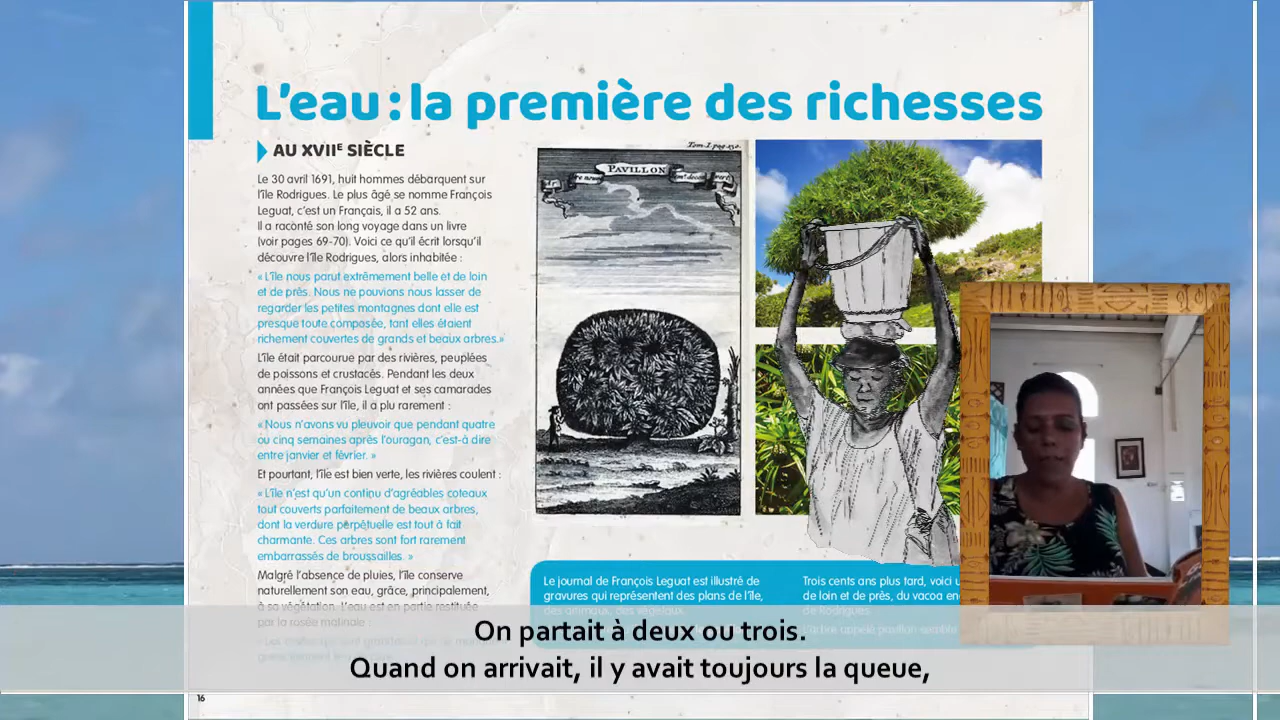 L'eau : la première des richesses
AU XVIIE SIÈCLE
Le 30 avril 1691, huit hommes débarquent sur
l'île Rodrigues. Le plus âgé se nomme François
Leguat, c'est un Français, il a 52 ans.
Il a raconté son long voyage dans un livre
(voir pages 69-70). Voici ce qu'il écrit lorsqu'il
découvre l'île Rodrigues, alors inhabitée :
« L'île nous parut extrêmement belle et de loin
et de près. Nous ne pouvions nous lasser de
regarder les petites montagnes dont elle est
presque toute composée, tant elles étaient
richement couvertes de grands et beaux arbres.»
L'île était parcourue par des rivières, peuplées
de poissons et crustacés. Pendant les deux
années que François Leguat et ses camarades
ont passées sur l'île, il a plu rarement :
« Nous n'avons vu pleuvoir que pendant quatre
ou cinq semaines après l'ouragan, c'est-à dire
entre janvier et février. »
Et pourtant, l'île est bien verte, les rivières coulent :
« L'île n'est qu'un continu d'agréables coteaux
tout couverts parfaitement de beaux arbres,
dont la verdure perpétuelle est tout à fait
charmante. Ces arbres sont fort rarement
embarrassés de broussailles. »
Malgré l'absence de pluies, l'île conserve
naturellement son eau, grâce, principalement,
à sa végétation. L'eau est en partie restituée
par la rosée matinale :
16
Tom. I. pag.
PAVILLON
Le journal de François Leguat est illustré de
gravures qui représentent des plans de l'île,
des animaux, des végétaux.
Trois cents ans plus tard, voici
de loin et de près, du vacoa
de Rodrigues.
L'arbre appelé pavillon semble
On partait à deux ou trois.
Quand on arrivait, il y avait toujours la queue,